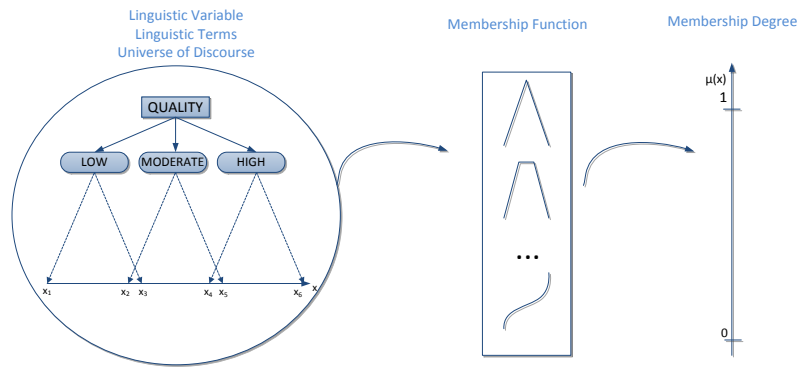 Linguistic Variable
Linguistic Terms
Universe of Discourse
QUALITY
LOW MODERATE HIGH
x₁ x₂ x₃ x₄ x₅ x₆ x
Membership Function
...
Membership Degree
μ(x)
1
0